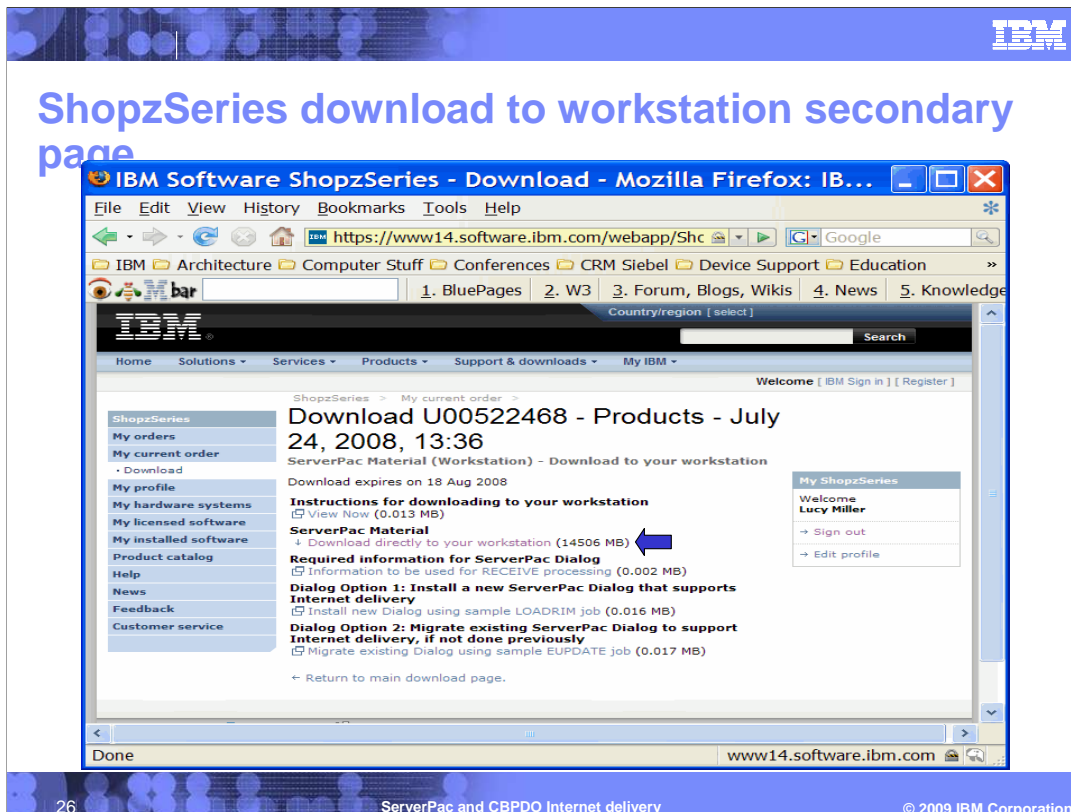 IBM
ShopzSeries download to workstation secondary
page
IBM Software ShopzSeries - Download - Mozilla Firefox: IB...
File Edit View History Bookmarks Tools Help
https://www14.software.ibm.com/webapp/Shc
G Google
IBM Architecture Computer Stuff Conferences CRM Siebel Device Support Education »
bar 1. BluePages 2. W3 3. Forum, Blogs, Wikis 4. News 5. Knowledge
IBM®
Country/region [ select ]
Search
Home Solutions Services Products Support & downloads My IBM
Welcome [ IBM Sign in ] [ Register ]
ShopzSeries > My current order >
ShopzSeries
My orders
My current order
• Download
My profile
My hardware systems
My licensed software
My installed software
Product catalog
Help
News
Feedback
Customer service
Download U00522468 - Products - July
24, 2008, 13:36
ServerPac Material (Workstation) - Download to your workstation
Download expires on 18 Aug 2008
Instructions for downloading to your workstation
View Now (0.013 MB)
ServerPac Material
↓ Download directly to your workstation (14506 MB)
Required information for ServerPac Dialog
Information to be used for RECEIVE processing (0.002 MB)
Dialog Option 1: Install a new ServerPac Dialog that supports
Internet delivery
Install new Dialog using sample LOADRIM job (0.016 MB)
Dialog Option 2: Migrate existing ServerPac Dialog to support
Internet delivery, if not done previously
Migrate existing Dialog using sample EUPDATE job (0.017 MB)
← Return to main download page.
My ShopzSeries
Welcome
Lucy Miller
→ Sign out
→ Edit profile
Done
www14.software.ibm.com
26
ServerPac and CBPDO Internet delivery
© 2009 IBM Corporation